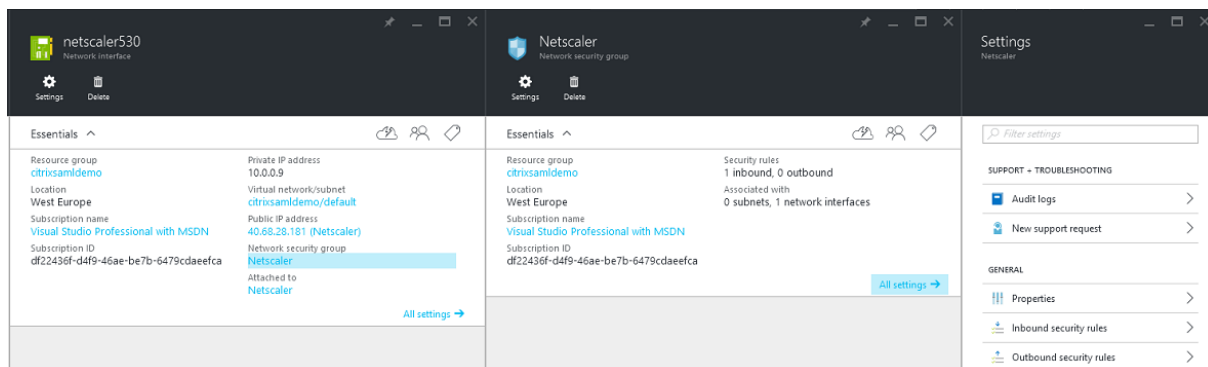 netscaler530
Network interface
Settings
Delete
Essentials
Resource group
citrixsamldemo
Location
West Europe
Subscription name
Visual Studio Professional with MSDN
Subscription ID
df22436f-d4f9-46ae-be7b-6479cdaeefca
Private IP address
10.0.0.9
Virtual network/subnet
citrixsamldemo/default
Public IP address
40.68.28.181 (Netscaler)
Network security group
Netscaler
Attached to
Netscaler
All settings →
Netscaler
Network security group
Settings
Delete
Essentials
Resource group
citrixsamldemo
Location
West Europe
Subscription name
Visual Studio Professional with MSDN
Subscription ID
df22436f-d4f9-46ae-be7b-6479cdaeefca
Security rules
1 inbound, 0 outbound
Associated with
0 subnets, 1 network interfaces
All settings →
Settings
Netscaler
Filter settings
SUPPORT + TROUBLESHOOTING
Audit logs
New support request
GENERAL
Properties
Inbound security rules
Outbound security rules